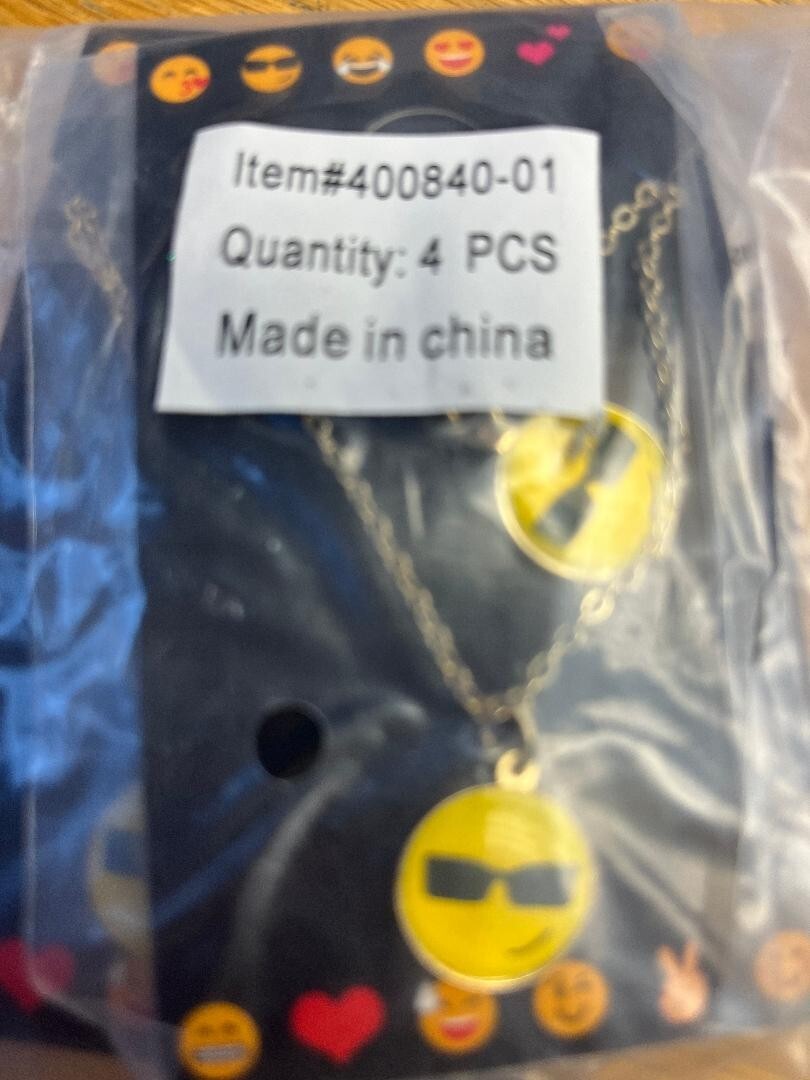 Item#400840-01
Quantity: 4 PCS
Made in china